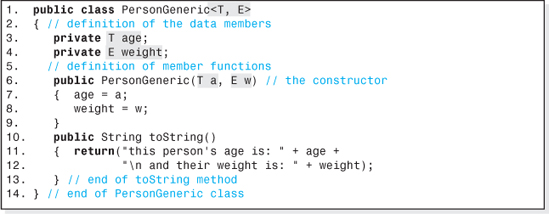 1. public class PersonGeneric<T, E>
2. { // definition of the data members
3. private T age;
4. private E weight;
5. // definition of member functions
6. public PersonGeneric(T a, E w) // the constructor
7. { age = a;
8. weight = w;
9. }
10. public String toString()
11. { return("this person's age is: " + age +
12. "\n and their weight is: " + weight);
13. } // end of toString method
14. } // end of PersonGeneric class